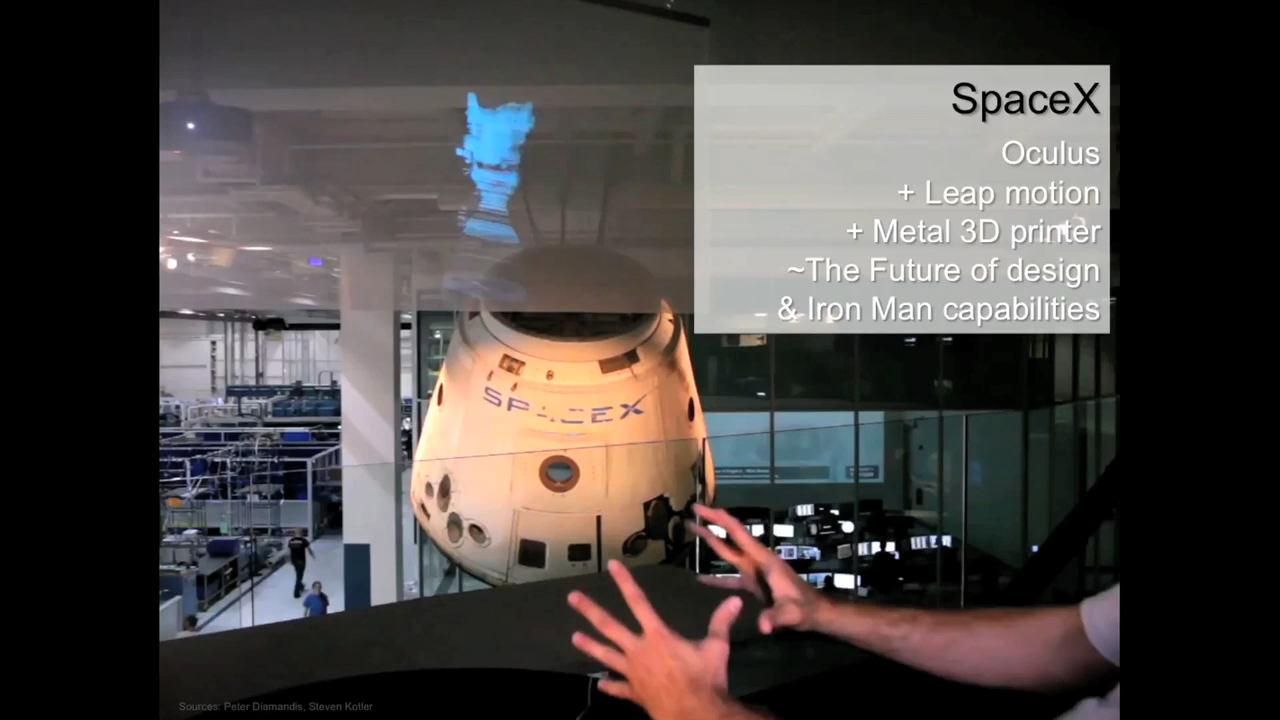 SpaceX
Oculus
+ Leap motion
+ Metal 3D printer
~The Future of design
& Iron Man capabilities
SPACEX
Sources: Peter Diamandis, Steven Kotler